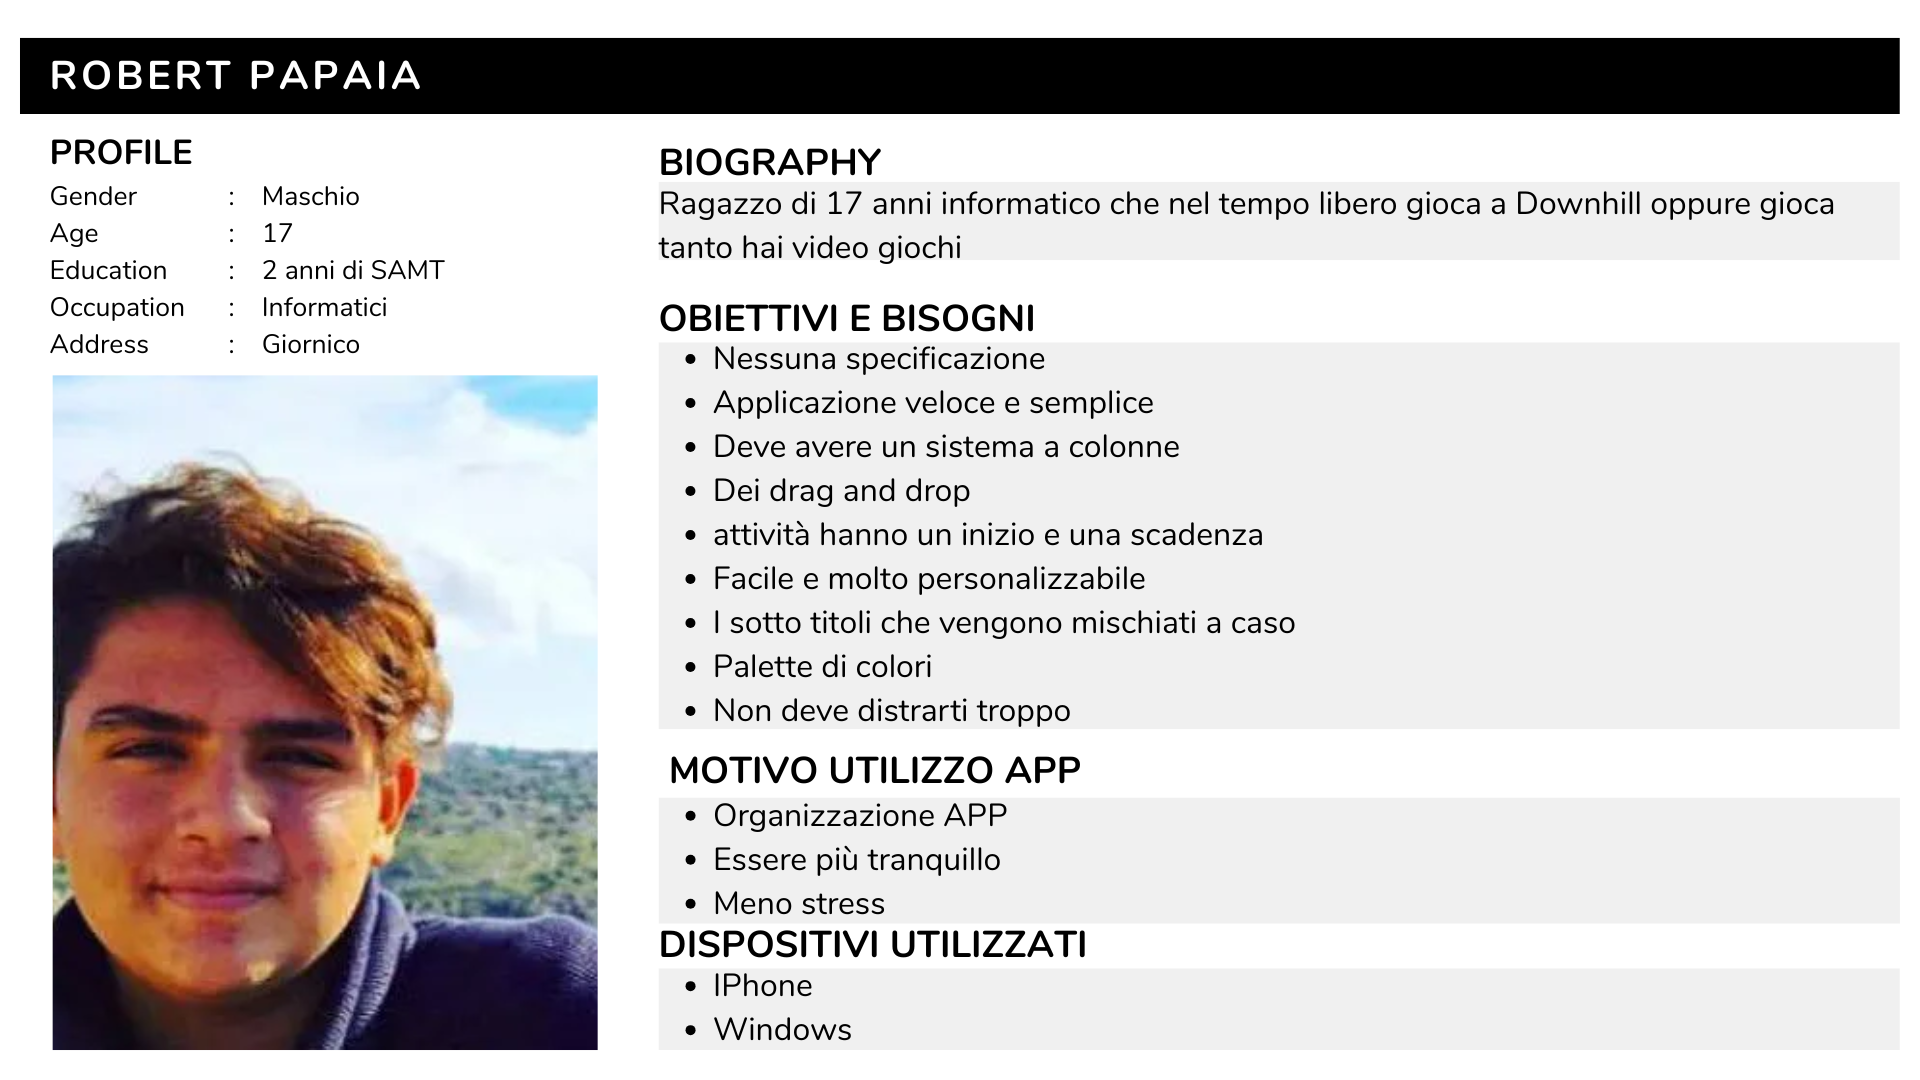 ROBERT PAPAIA
PROFILE
Gender : Maschio
Age : 17
Education : 2 anni di SAMT
Occupation : Informatici
Address : Giornico
BIOGRAPHY
Ragazzo di 17 anni informatico che nel tempo libero gioca a Downhill oppure gioca
tanto hai video giochi
OBIETTIVI E BISOGNI
• Nessuna specificazione
• Applicazione veloce e semplice
• Deve avere un sistema a colonne
• Dei drag and drop
• attività hanno un inizio e una scadenza
• Facile e molto personalizzabile
• I sotto titoli che vengono mischiati a caso
• Palette di colori
• Non deve distrarti troppo
MOTIVO UTILIZZO APP
• Organizzazione APP
• Essere più tranquillo
• Meno stress
DISPOSITIVI UTILIZZATI
• IPhone
• Windows